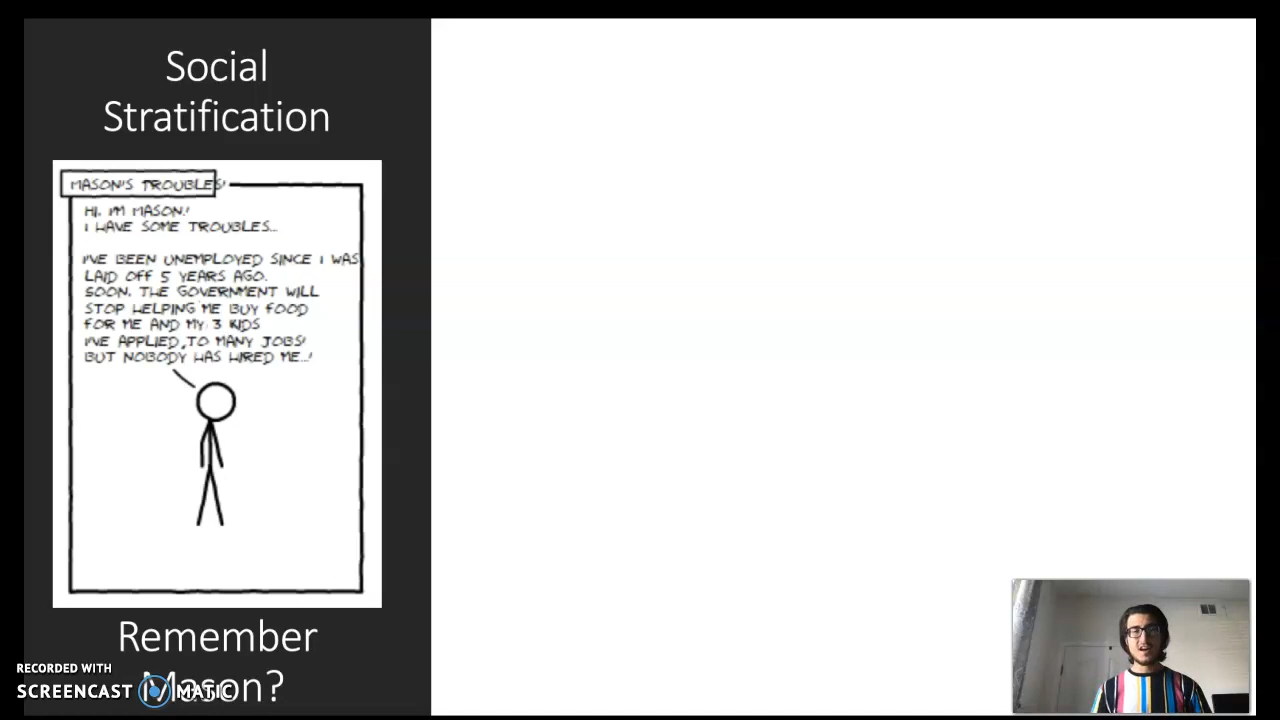 Social
Stratification
MASON'S TROUBLES!
HI, I'M MASON!
I HAVE SOME TROUBLES...
I'VE BEEN UNEMPLOYED SINCE I WAS
LAID OFF 5 YEARS AGO.
SOON, THE GOVERNMENT WILL
STOP HELPING ME BUY FOOD
FOR ME AND MY 3 KIDS
I'VE APPLIED TO MANY JOBS!
BUT NOBODY HAS HIRED ME..!
Remember
Mason?
RECORDED WITH
SCREENCAST MATIC